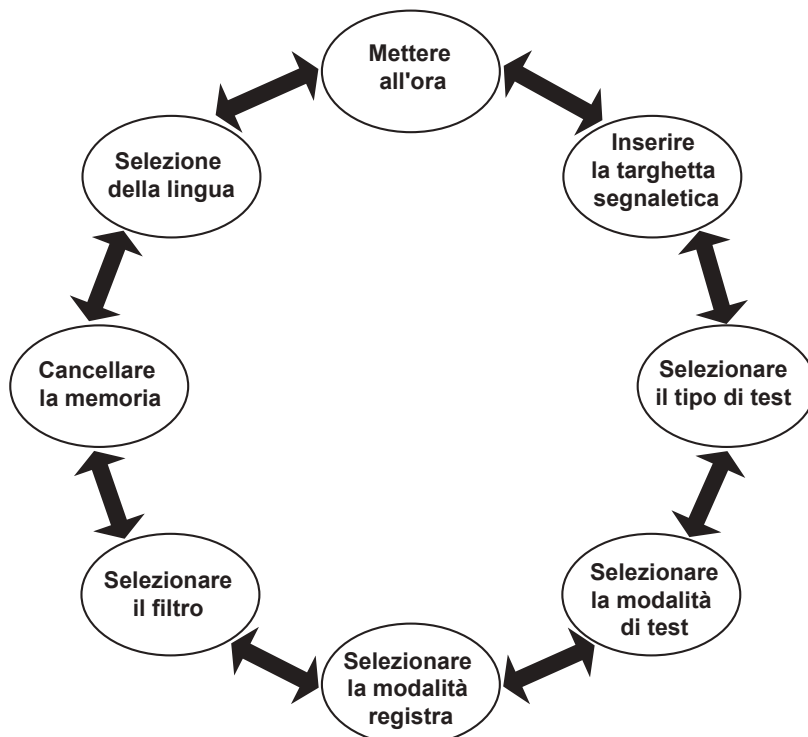 Mettere
all'ora
Inserire
la targhetta
segnaletica
Selezionare
il tipo di test
Selezionare
la modalità
di test
Selezionare
la modalità
registra
Selezionare
il filtro
Cancellare
la memoria
Selezione
della lingua